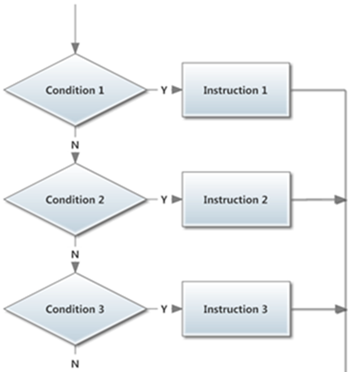 Condition 1
Y
Instruction 1
N
Condition 2
Y
Instruction 2
N
Condition 3
Y
Instruction 3
N